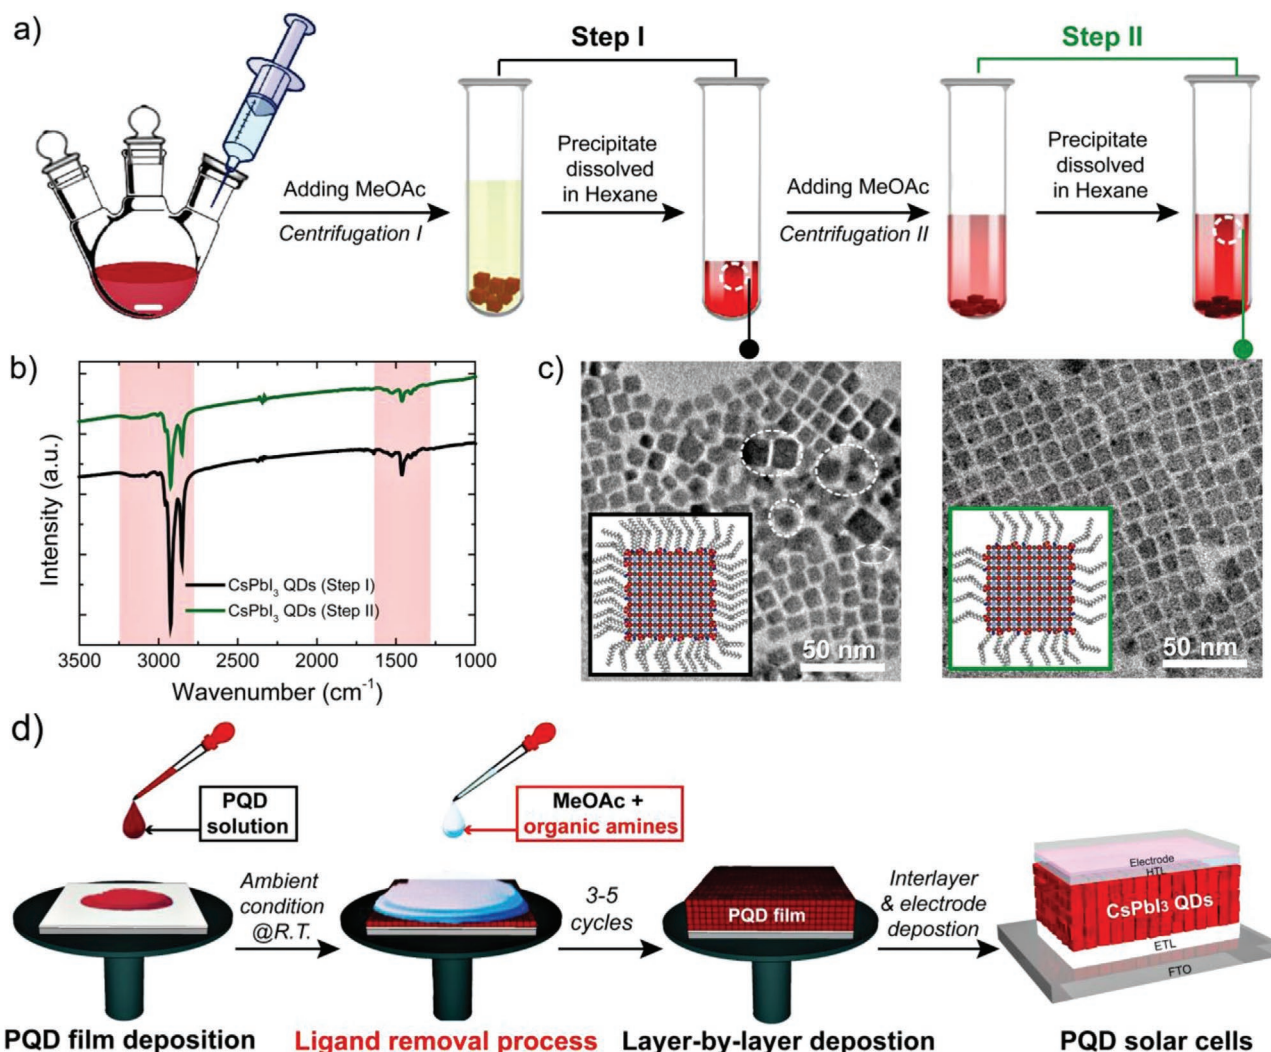 a)
Step I
Step II
Adding MeOAc
Centrifugation I
Precipitate
dissolved
in Hexane
Adding MeOAc
Centrifugation II
Precipitate
dissolved
in Hexane
b)
Intensity (a.u.)
CsPbI₃ QDs (Step I)
CsPbI₃ QDs (Step II)
3500 3000 2500 2000 1500 1000
Wavenumber (cm⁻¹)
c)
50 nm
50 nm
d)
PQD
solution
MeOAc +
organic amines
Ambient
condition
@R.T.
3-5
cycles
PQD film
Interlayer
& electrode
depostion
Electrode
HTL
CsPbI₃ QDs
ETL
FTO
PQD film deposition
Ligand removal process
Layer-by-layer depostion
PQD solar cells